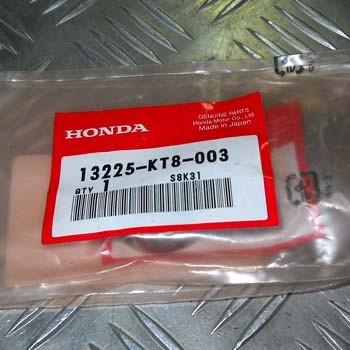 HONDA
GENUINE PARTS
Honda Motor Co., Ltd.
Made in Japan
13225-KT8-003
S8K31
QTY 1